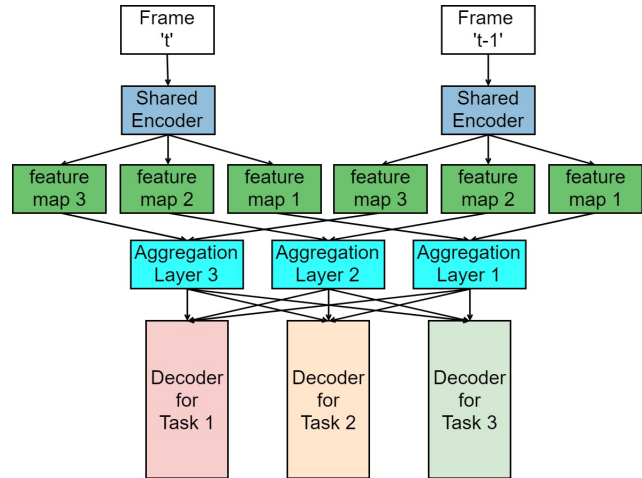 Frame
't'
Frame
't-1'
Shared
Encoder
Shared
Encoder
feature
map 3
feature
map 2
feature
map 1
feature
map 3
feature
map 2
feature
map 1
Aggregation
Layer 3
Aggregation
Layer 2
Aggregation
Layer 1
Decoder
for
Task 1
Decoder
for
Task 2
Decoder
for
Task 3